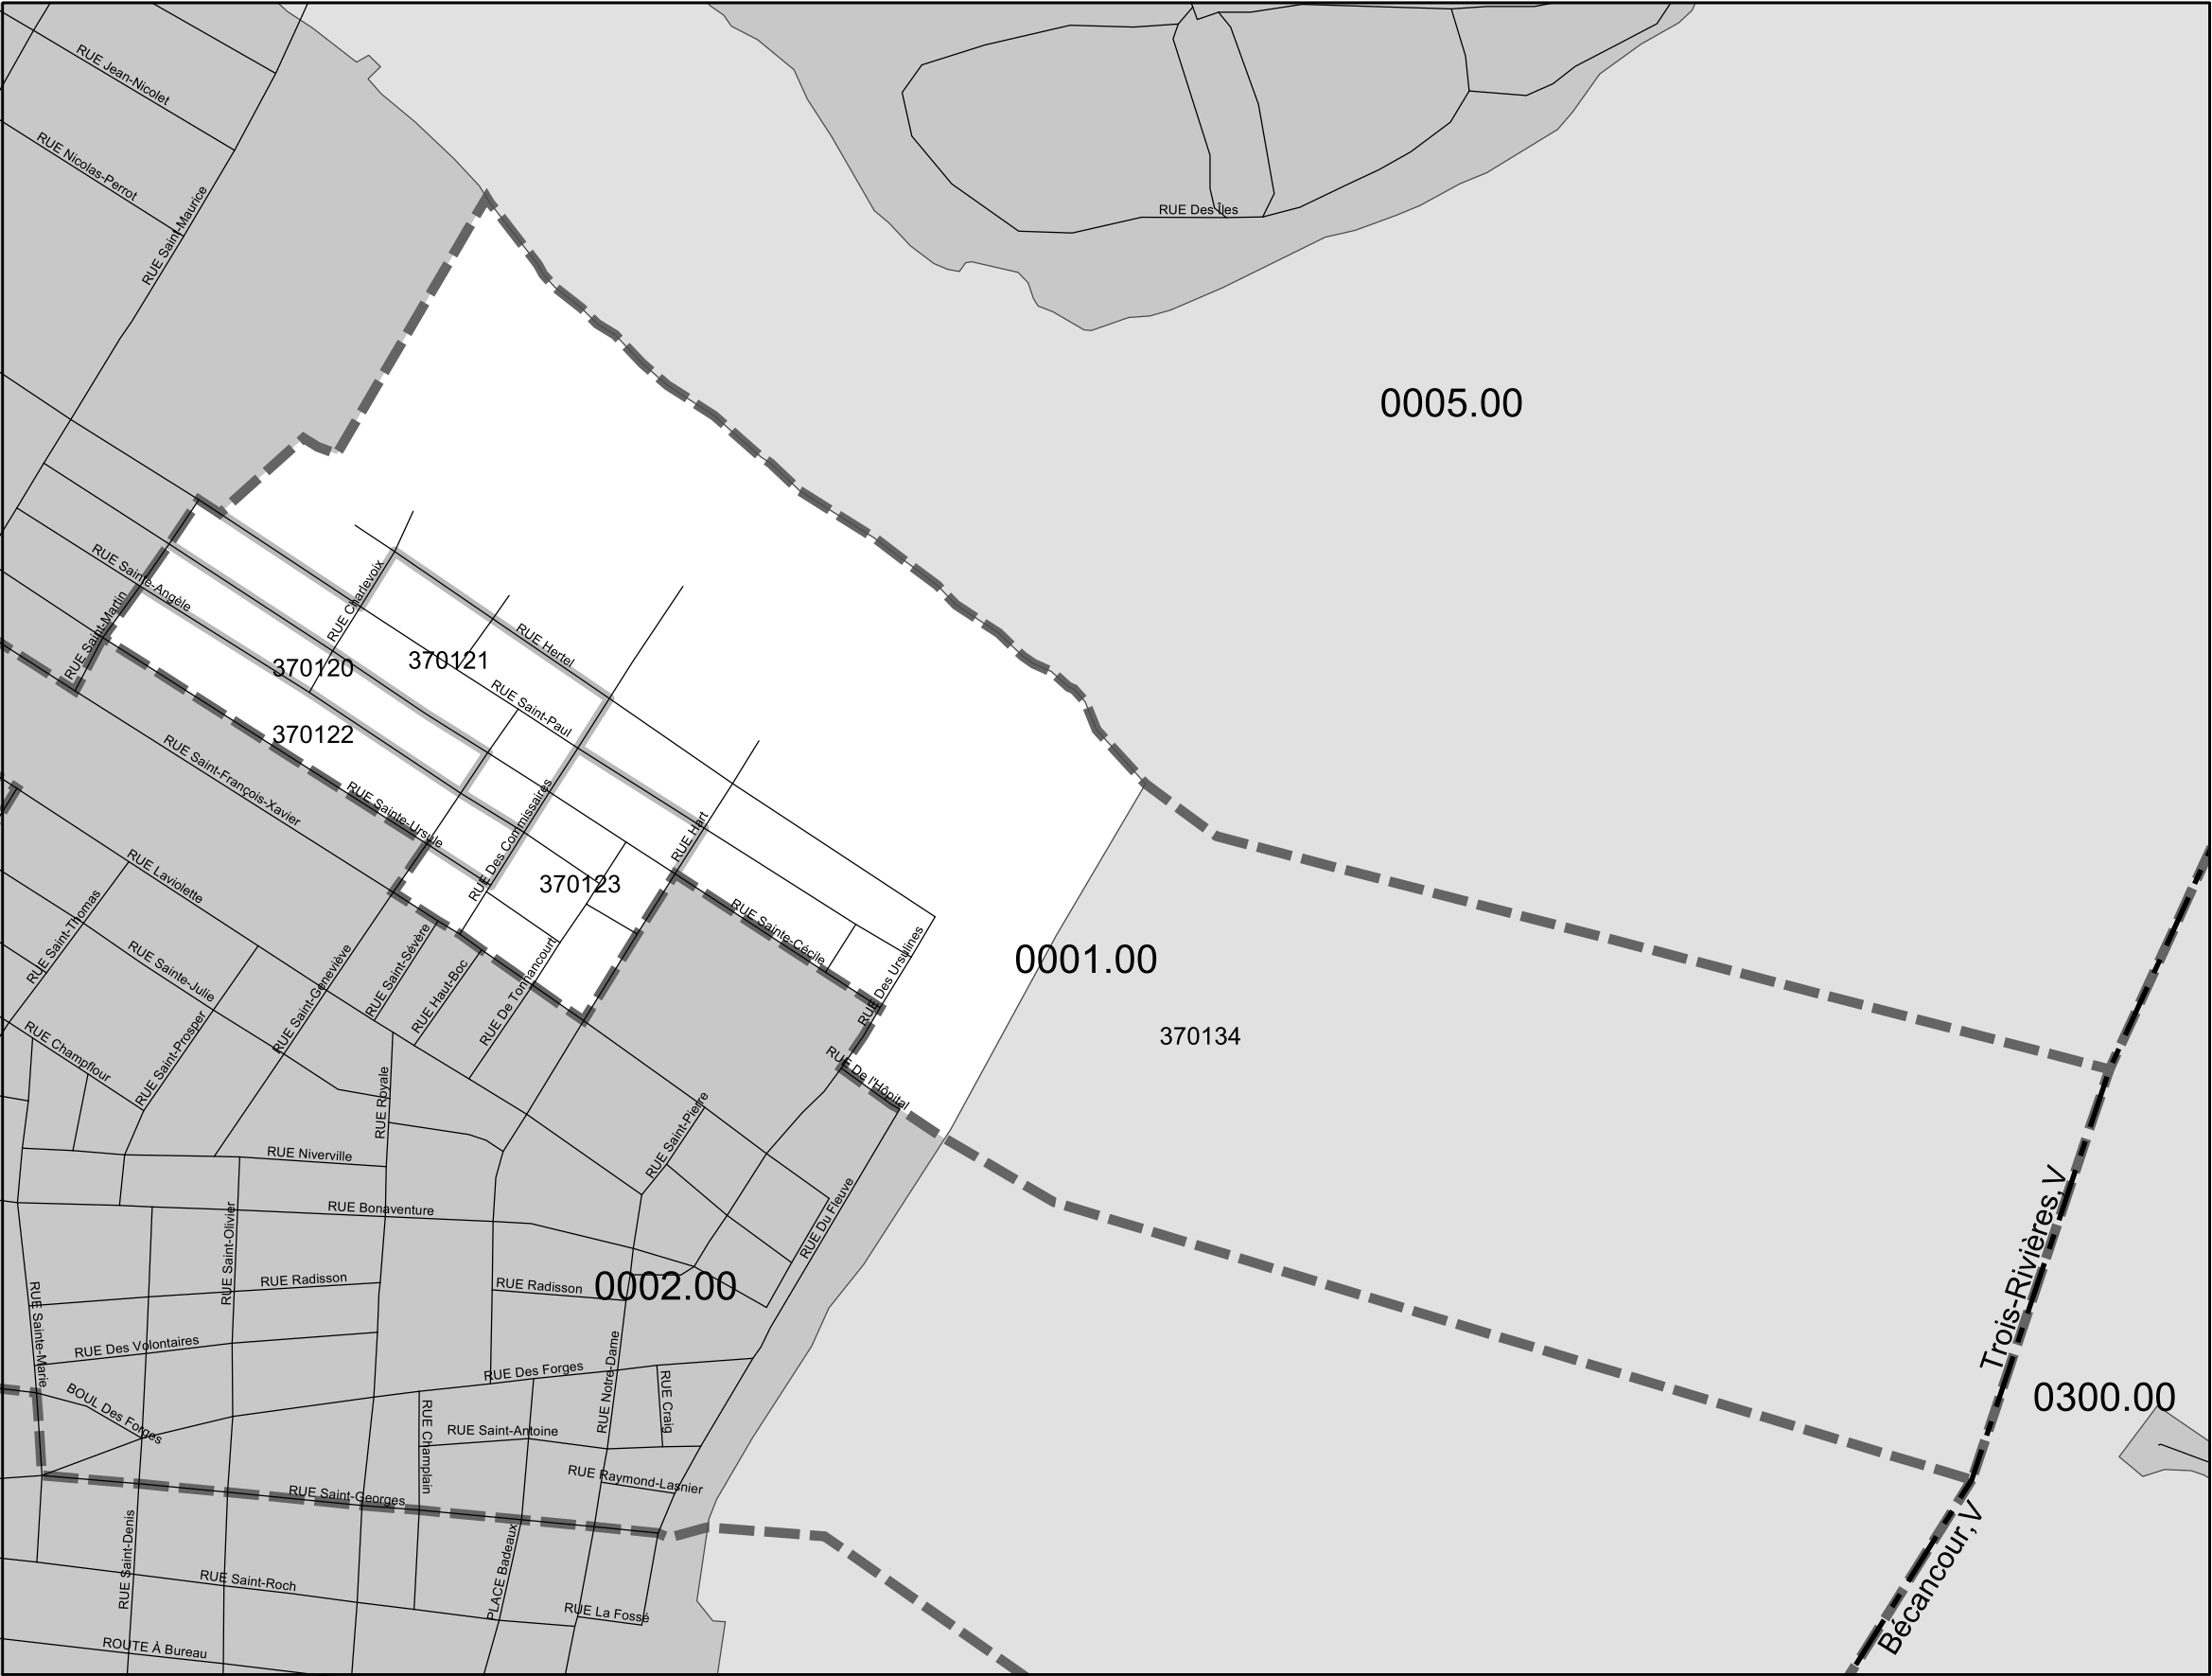 RUE Jean-Nicolet
RUE Nicolas-Perrot
RUE Saint-Maurice
RUE Des Îles
0005.00
RUE Sainte-Angèle
RUE Saint-Martin
RUE Charlevoix
370120
370121
RUE Hertel
RUE Saint-Paul
370122
RUE Saint-François-Xavier
RUE Sainte-Ursule
RUE Des Commissaires
RUE Hart
370123
RUE Laviolette
RUE Saint-Thomas
RUE Sainte-Julie
RUE Sainte-Geneviève
RUE Saint-Sévère
RUE Haut-Boc
RUE De Tonnancourt
RUE Sainte-Cécile
RUE Des Ursulines
0001.00
370134
RUE Champflour
RUE Saint-Prosper
RUE Royale
RUE De l'Hôpital
RUE Saint-Pierre
RUE Niverville
RUE Bonaventure
RUE Saint-Olivier
RUE Du Fleuve
RUE Radisson
RUE Radisson
0002.00
RUE Sainte-Marie
RUE Des Volontaires
RUE Des Forges
RUE Notre-Dame
RUE Craig
BOUL Des Forges
RUE Champlain
RUE Saint-Antoine
RUE Raymond-Lasnier
RUE Saint-Georges
RUE Saint-Denis
PLACE Badeaux
RUE Saint-Roch
RUE La Fossé
ROUTE À Bureau
Trois-Rivières,V
0300.00
Bécancour,V